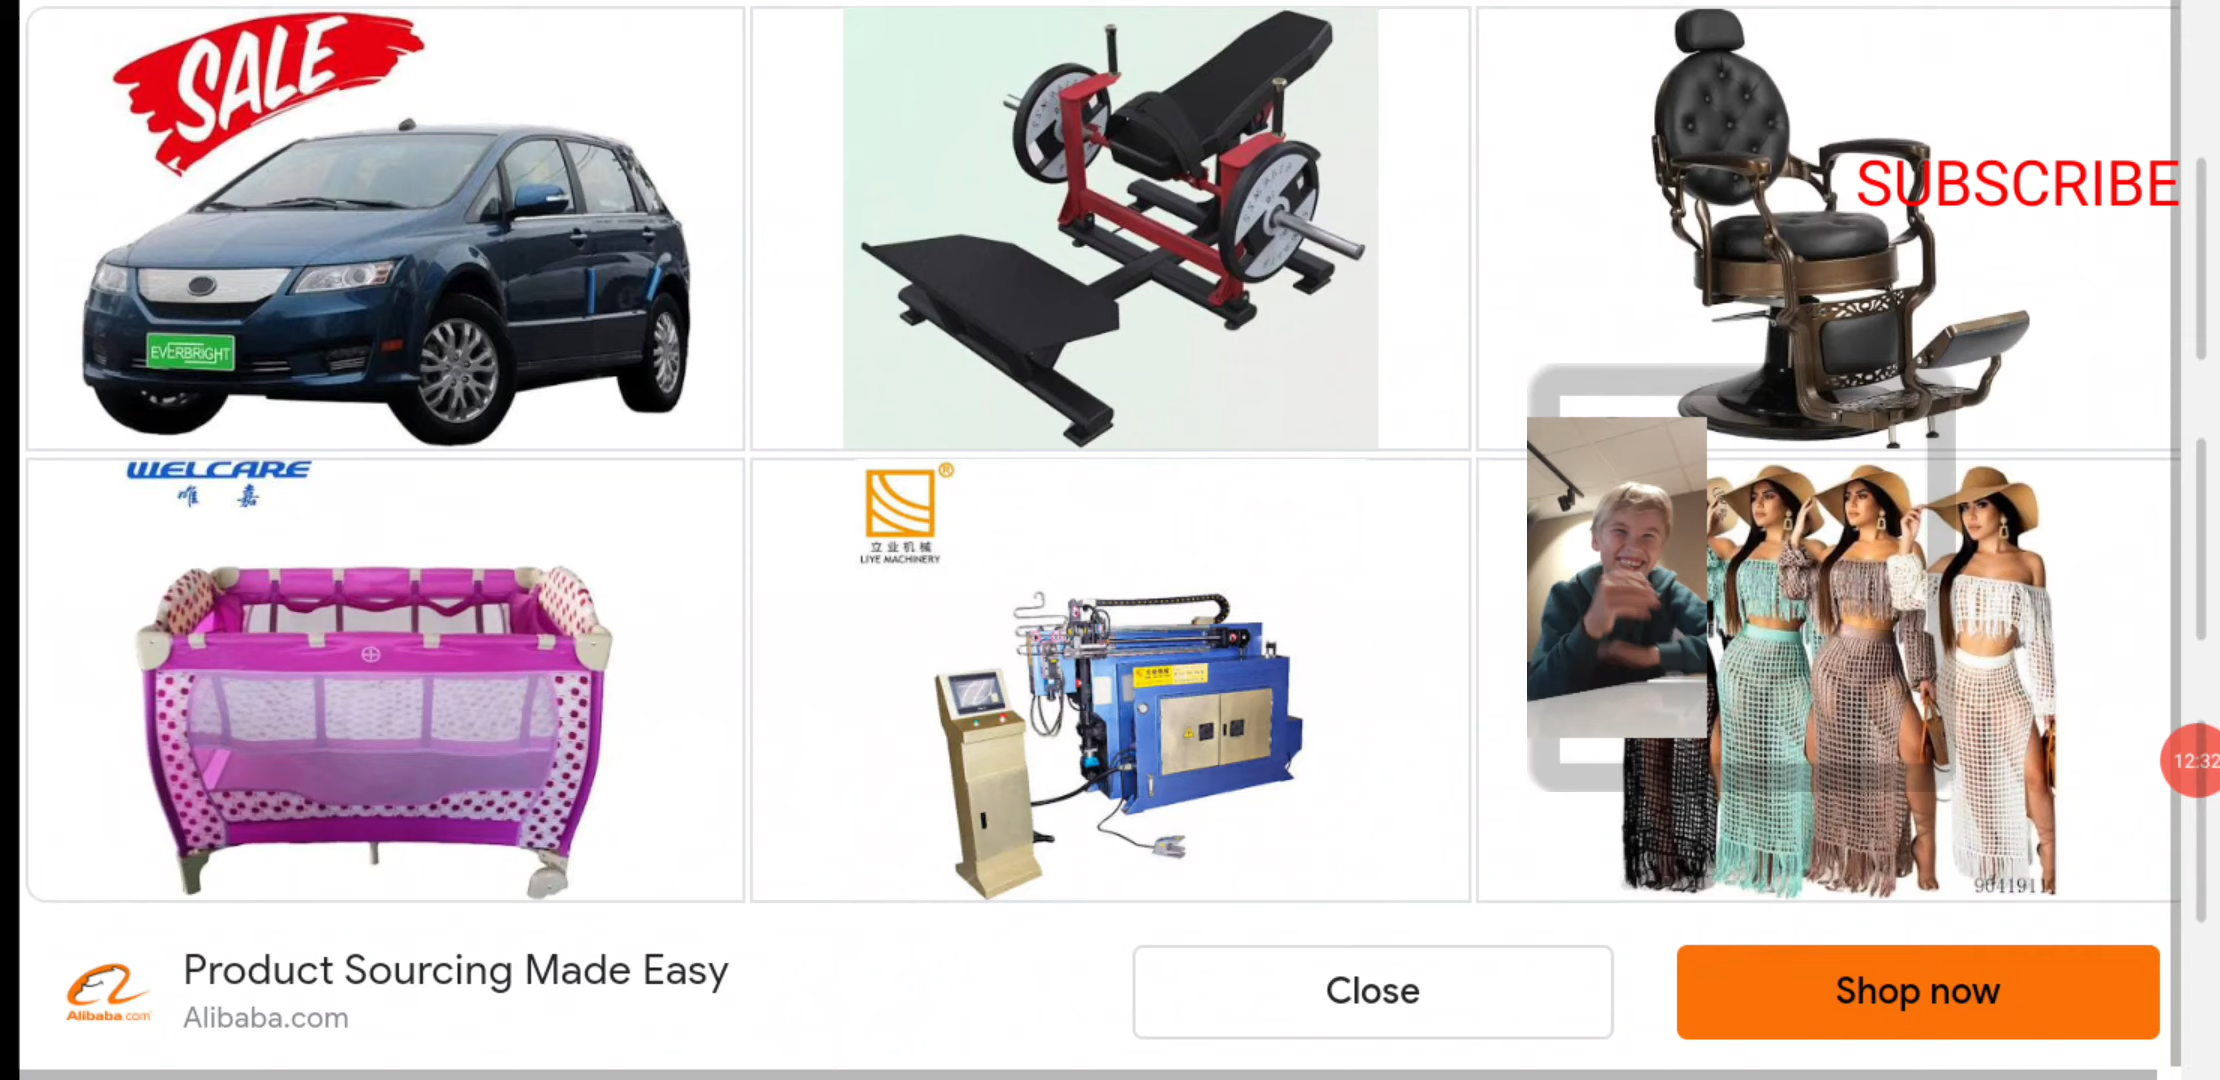 SALE
EVERBRIGHT
SUBSCRIBE
WELCARE
唯 嘉
®
立业机械
LIYE MACHINERY
12:32
Product Sourcing Made Easy
Alibaba.com
Alibaba.com
Close
Shop now